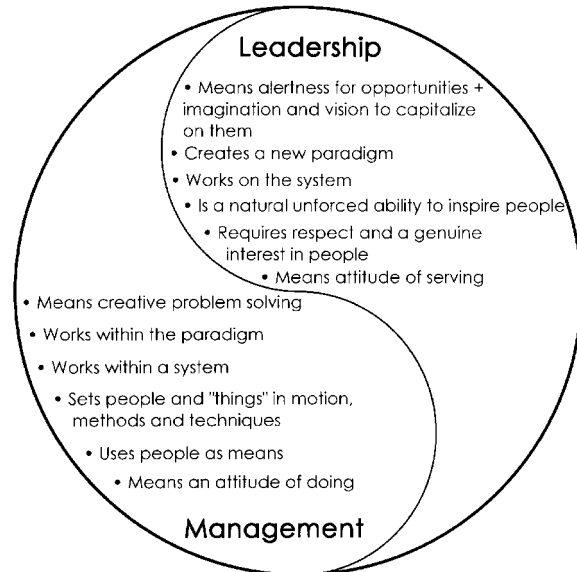 Leadership
• Means alertness for opportunities +
imagination and vision to capitalize
on them
• Creates a new paradigm
• Works on the system
• Is a natural unforced ability to inspire people
• Requires respect and a genuine
interest in people
• Means attitude of serving
• Means creative problem solving
• Works within the paradigm
• Works within a system
• Sets people and "things" in motion,
methods and techniques
• Uses people as means
• Means an attitude of doing
Management